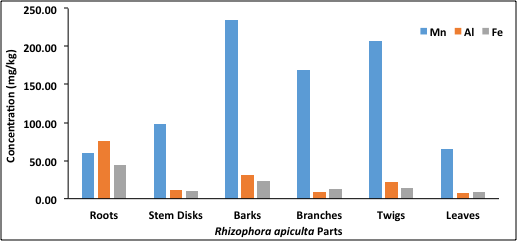 250.00
200.00
150.00
100.00
50.00
0.00
Concentration (mg/kg)
Mn Al Fe
Roots Stem Disks Barks Branches Twigs Leaves
Rhizophora apiculta Parts